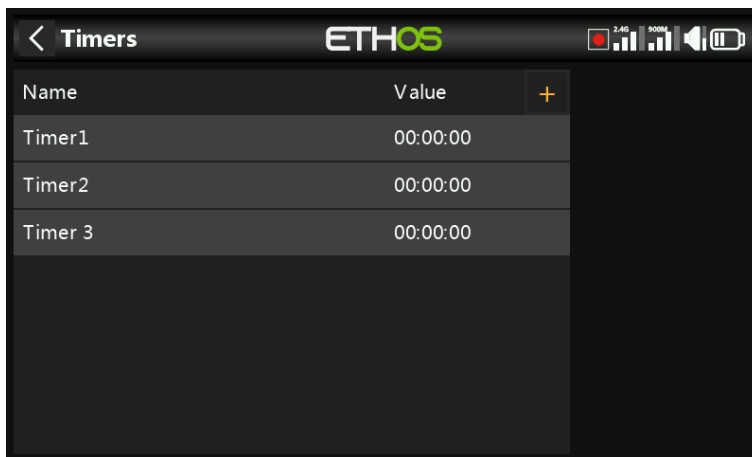 Timers ETHOS 2.4G 900M
Name Value +
Timer1 00:00:00
Timer2 00:00:00
Timer 3 00:00:00